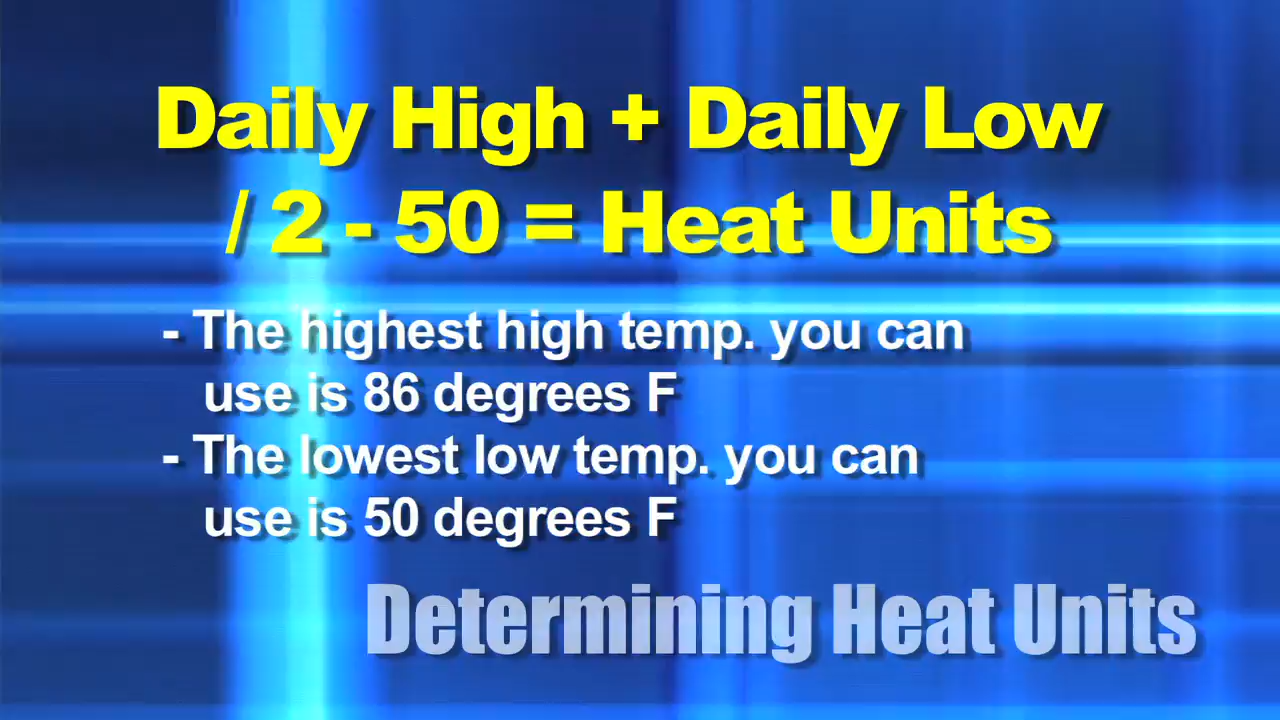 Daily High + Daily Low
/ 2 - 50 = Heat Units
- The highest high temp. you can
use is 86 degrees F
- The lowest low temp. you can
use is 50 degrees F
Determining Heat Units